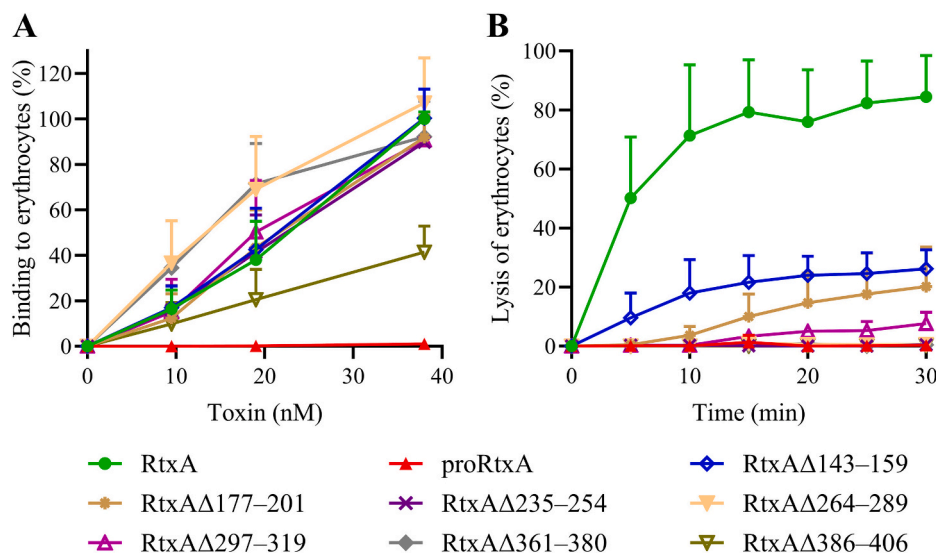 A
B
Binding to erythrocytes (%)
120
100
80
60
40
20
0
0
10
20
30
40
Toxin (nM)
Lysis of erythrocytes (%)
100
80
60
40
20
0
0
10
20
30
Time (min)
RtxA
proRtxA
RtxAΔ143–159
RtxAΔ177–201
RtxAΔ235–254
RtxAΔ264–289
RtxAΔ297–319
RtxAΔ361–380
RtxAΔ386–406